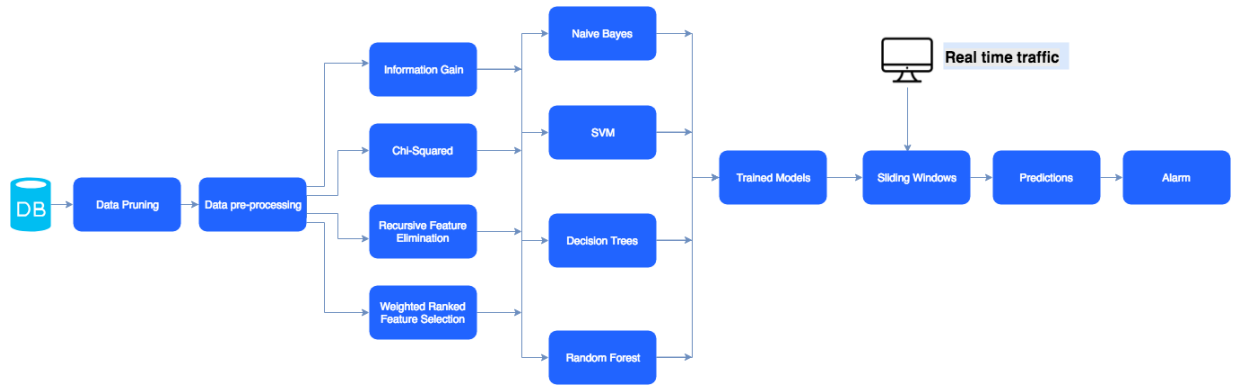 DB
Data Pruning
Data pre-processing
Information Gain
Chi-Squared
Recursive Feature
Elimination
Weighted Ranked
Feature Selection
Naive Bayes
SVM
Decision Trees
Random Forest
Trained Models
Real time traffic
Sliding Windows
Predictions
Alarm